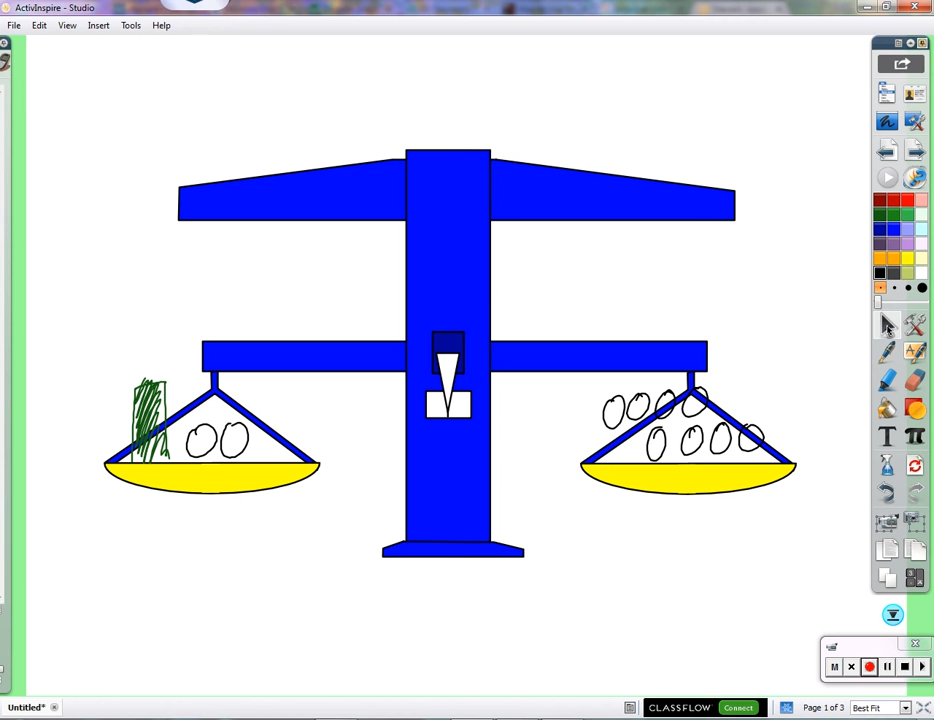 ActivInspire - Studio
File Edit View Insert Tools Help
T π
M
Untitled* CLASSFLOW Connect Page 1 of 3 Best Fit